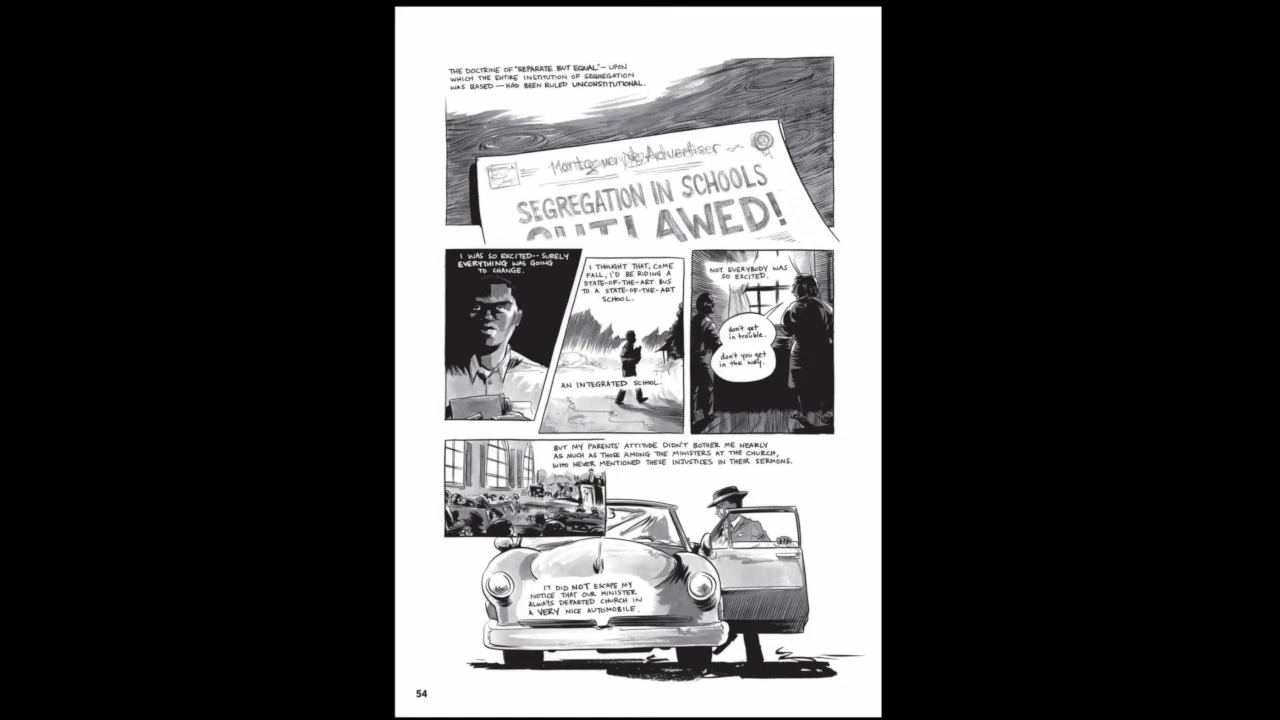 THE DOCTRINE OF "SEPARATE BUT EQUAL"— UPON
WHICH THE ENTIRE INSTITUTION OF SEGREGATION
WAS BASED — HAD BEEN RULED UNCONSTITUTIONAL.
Montgomery Advertiser
SEGREGATION IN SCHOOLS
OUTLAWED!
I WAS SO EXCITED-- SURELY
EVERYTHING WAS GOING
TO CHANGE.
I THOUGHT THAT, COME
FALL, I'D BE RIDING A
STATE-OF-THE-ART BUS
TO A STATE-OF-THE-ART
SCHOOL.
AN INTEGRATED SCHOOL.
NOT EVERYBODY WAS
SO EXCITED.
don't get
in trouble.
don't you get
in the way.
BUT MY PARENTS' ATTITUDE DIDN'T BOTHER ME NEARLY
AS MUCH AS THOSE AMONG THE MINISTERS AT THE CHURCH,
WHO NEVER MENTIONED THESE INJUSTICES IN THEIR SERMONS.
IT DID NOT ESCAPE MY
NOTICE THAT OUR MINISTER
ALWAYS DEPARTED CHURCH IN
A VERY NICE AUTOMOBILE.
54